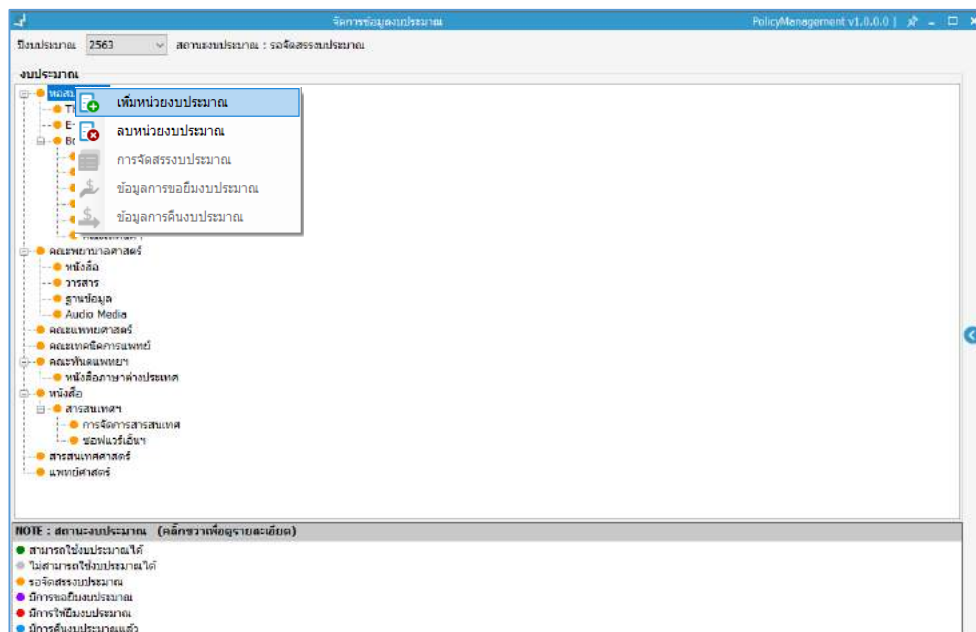 จัดการข้อมูลงบประมาณ
PolicyManagement v1.0.0.0
ปีงบประมาณ 2563 สถานะงบประมาณ : รอจัดสรรงบประมาณ
งบประมาณ
เพิ่มหน่วยงบประมาณ
ลบหน่วยงบประมาณ
การจัดสรรงบประมาณ
ข้อมูลการขอยืมงบประมาณ
ข้อมูลการคืนงบประมาณ
คณะพยาบาลศาสตร์
หนังสือ
วารสาร
ฐานข้อมูล
Audio Media
คณะแพทยศาสตร์
คณะเทคนิคการแพทย์
คณะทันตแพทยฯ
หนังสือภาษาต่างประเทศ
หนังสือ
สารสนเทศฯ
การจัดการสารสนเทศ
ซอฟแวร์เอ็นฯ
สารสนเทศศาสตร์
แพทย์ศาสตร์
NOTE : สถานะงบประมาณ (คลิ๊กขวาเพื่อดูรายละเอียด)
สามารถใช้งบประมาณได้
ไม่สามารถใช้งบประมาณได้
รอจัดสรรงบประมาณ
มีการขอยืมงบประมาณ
มีการให้ยืมงบประมาณ
มีการคืนงบประมาณแล้ว